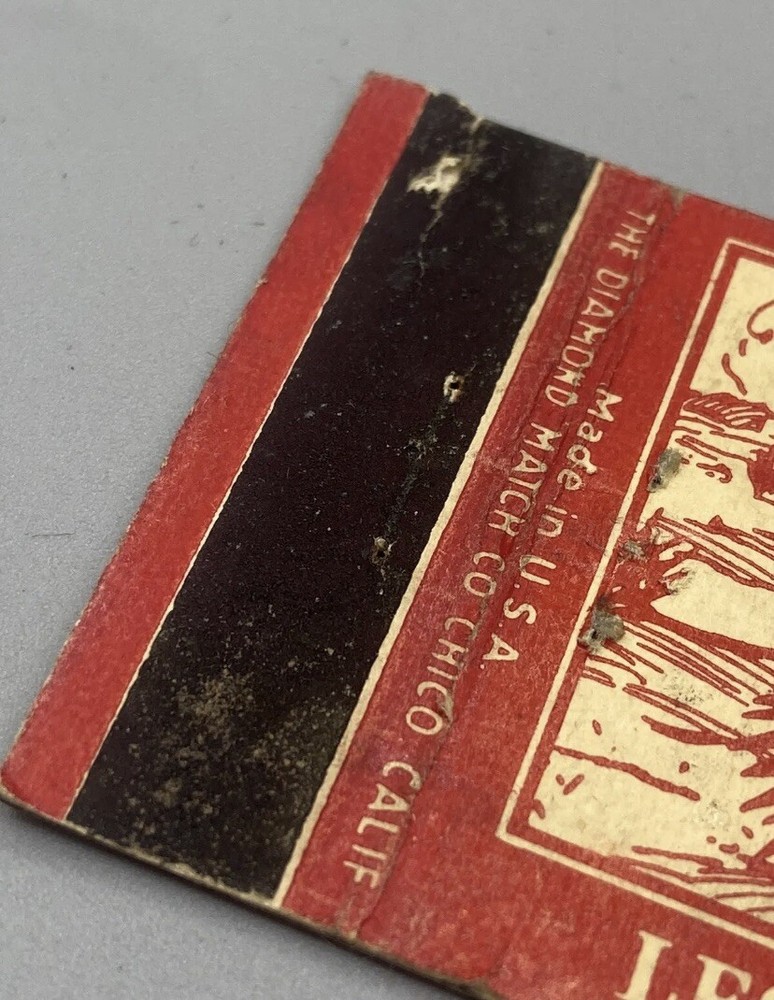 THE DIAMOND MATCH CO CHICO. CALIF
Made in U.S.A.